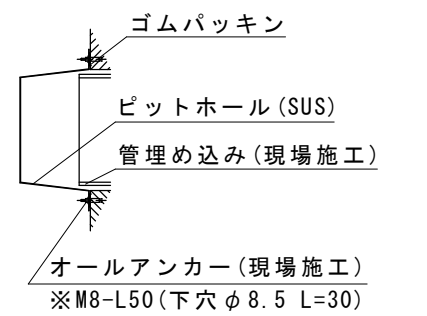 ゴムパッキン
ピットホール(SUS)
管埋め込み(現場施工)
オールアンカー(現場施工)
※M8-L50(下穴φ8.5 L=30)